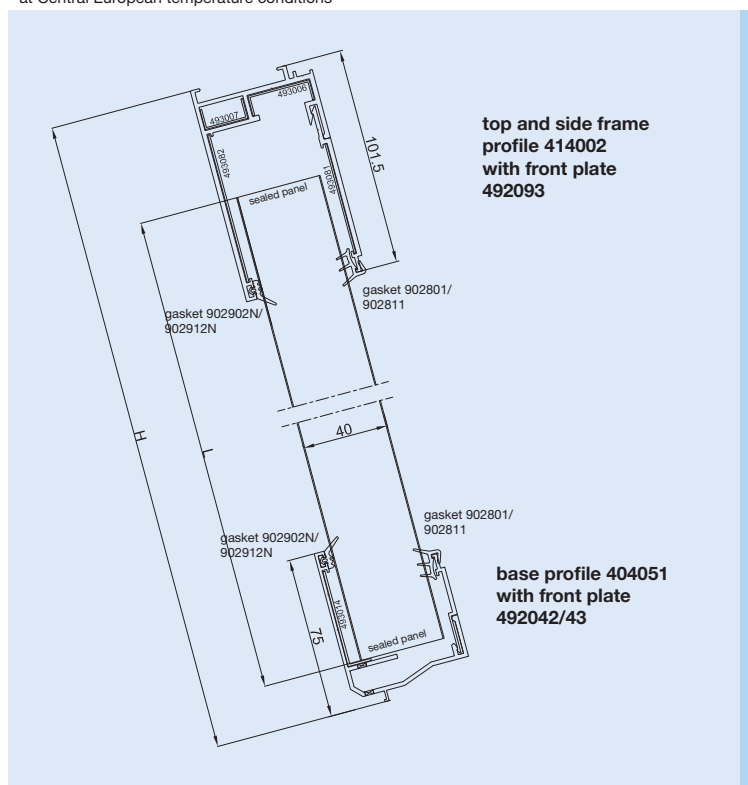 at Central European temperature conditions
493006
493007
493082
493081
101.5
sealed panel
top and side frame
profile 414002
with front plate
492093
gasket 902801/
902811
gasket 902902N/
902912N
H
L
40
gasket 902801/
902811
gasket 902902N/
902912N
493014
75
sealed panel
base profile 404051
with front plate
492042/43